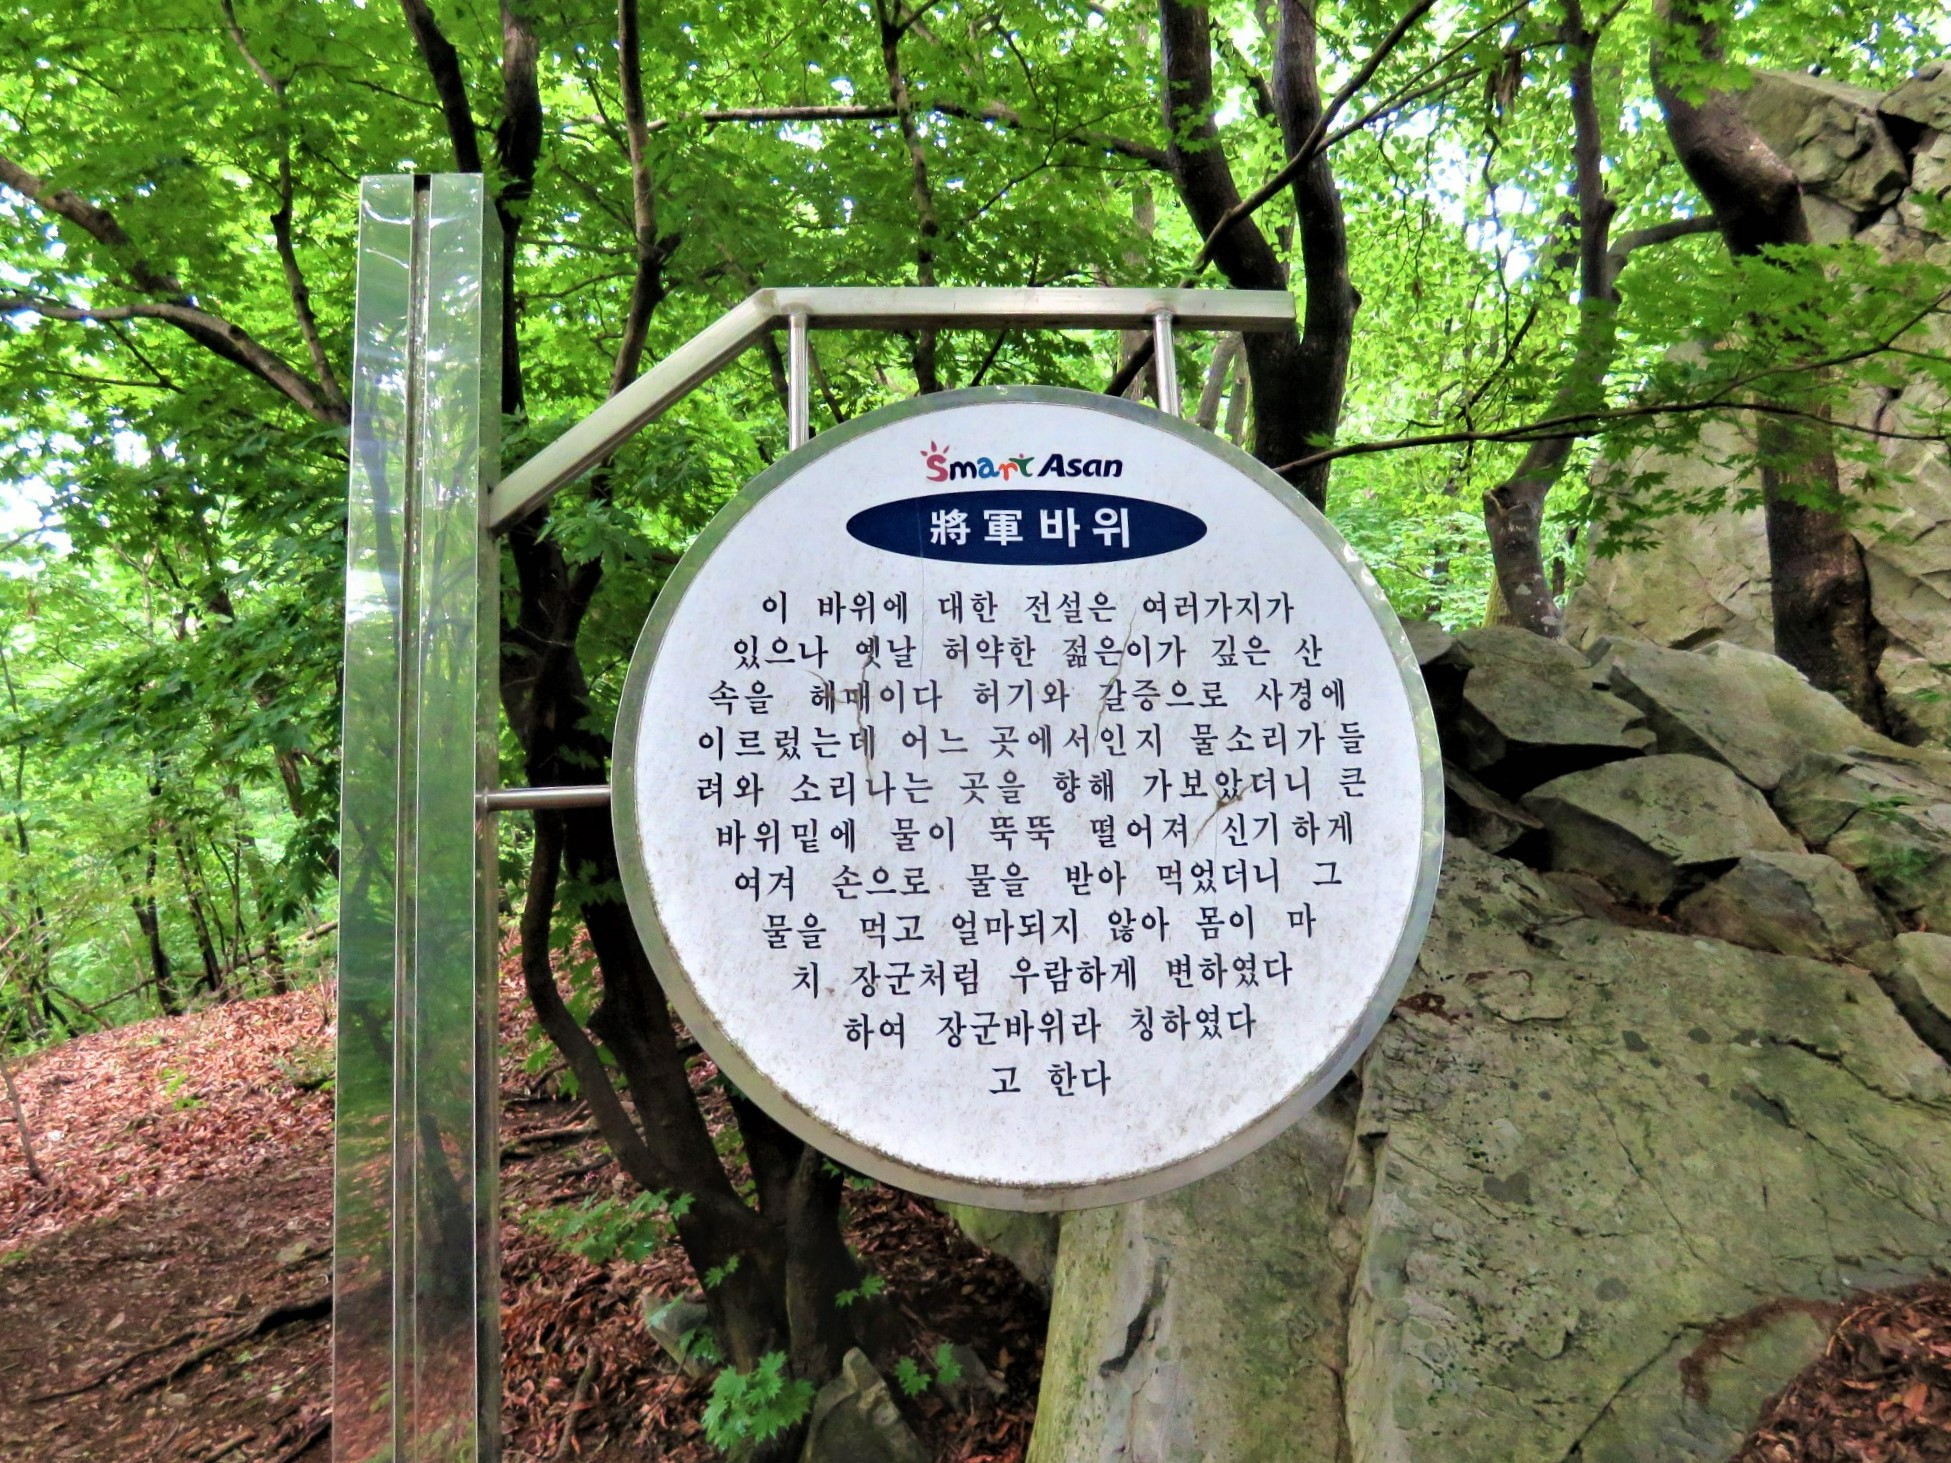 Smart Asan
將軍바위
이 바위에 대한 전설은 여러가지가
있으나 옛날 허약한 젊은이가 깊은 산
속을 헤매이다 허기와 갈증으로 사경에
이르렀는데 어느 곳에서인지 물소리가 들
려와 소리나는 곳을 향해 가보았더니 큰
바위밑에 물이 뚝뚝 떨어져 신기하게
여겨 손으로 물을 받아 먹었더니 그
물을 먹고 얼마되지 않아 몸이 마
치 장군처럼 우람하게 변하였다
하여 장군바위라 칭하였다
고 한다